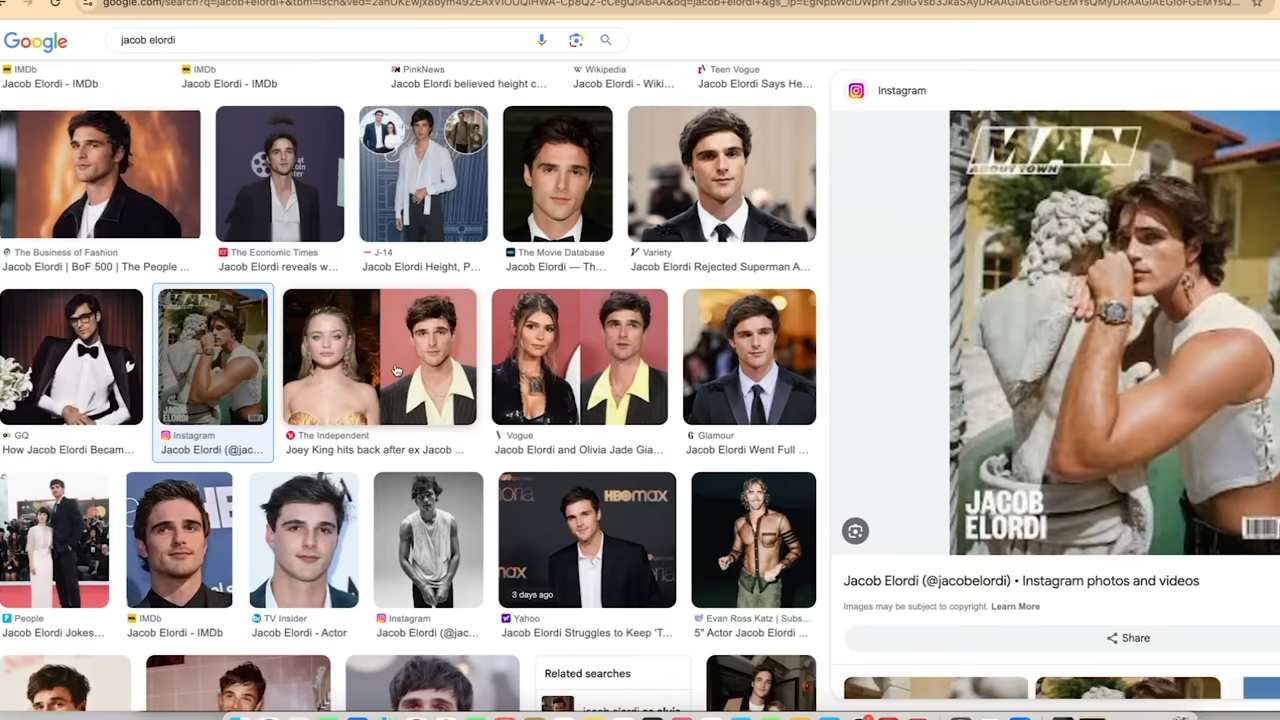 Google
jacob elordi
IMDb
Jacob Elordi - IMDb
IMDb
Jacob Elordi - IMDb
PinkNews
Jacob Elordi believed height c...
Wikipedia
Jacob Elordi - Wiki...
Teen Vogue
Jacob Elordi Says He...
The Business of Fashion
Jacob Elordi | BoF 500 | The People ...
The Economic Times
Jacob Elordi reveals w...
J-14
Jacob Elordi Height, P...
The Movie Database
Jacob Elordi — Th...
Variety
Jacob Elordi Rejected Superman A...
GQ
How Jacob Elordi Becam...
MAN
JACOB
ELORDI
Instagram
Jacob Elordi (@jac...
The Independent
Joey King hits back after ex Jacob ...
Vogue
Jacob Elordi and Olivia Jade Gia...
Glamour
Jacob Elordi Went Full ...
People
Jacob Elordi Jokes...
IMDb
Jacob Elordi - IMDb
TV Insider
Jacob Elordi - Actor
Instagram
Jacob Elordi (@jac...
HBOMAX
3 days ago
Yahoo
Jacob Elordi Struggles to Keep 'T...
Evan Ross Katz | Subs...
5" Actor Jacob Elordi ...
Related searches
Instagram
MAN
ABOUT TOWN
JACOB
ELORDI
Jacob Elordi (@jacobelordi) • Instagram photos and videos
Images may be subject to copyright. Learn More
Share